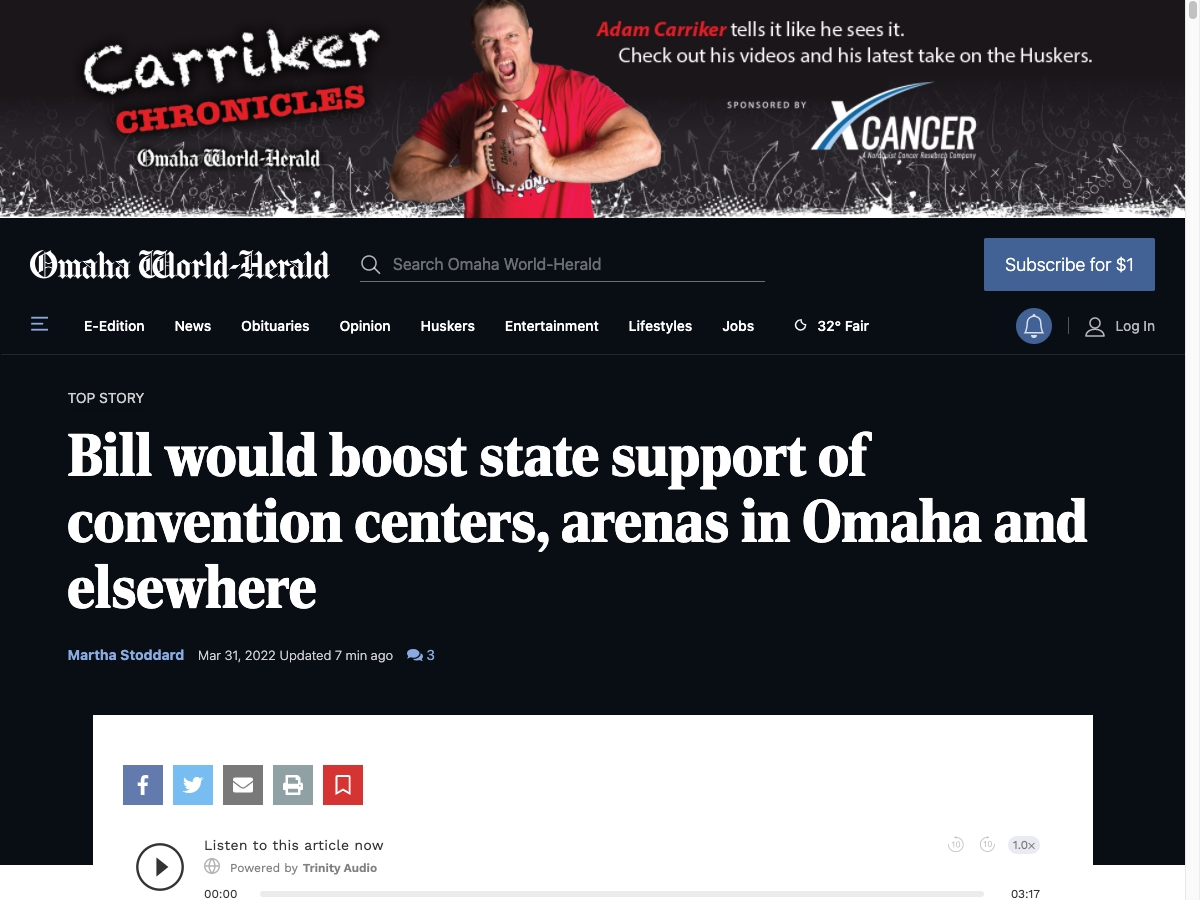 Carriker
CHRONICLES
Omaha World-Herald
Adam Carriker tells it like he sees it.
Check out his videos and his latest take on the Huskers.
SPONSORED BY
XCANCER
A Nordquist Cancer Research Company
Omaha World-Herald
Search Omaha World-Herald
Subscribe for $1
E-Edition News Obituaries Opinion Huskers Entertainment Lifestyles Jobs 32° Fair
Log In
TOP STORY
Bill would boost state support of
convention centers, arenas in Omaha and
elsewhere
Martha Stoddard Mar 31, 2022 Updated 7 min ago 3
Listen to this article now
10 10 1.0x
Powered by Trinity Audio
00:00 03:17